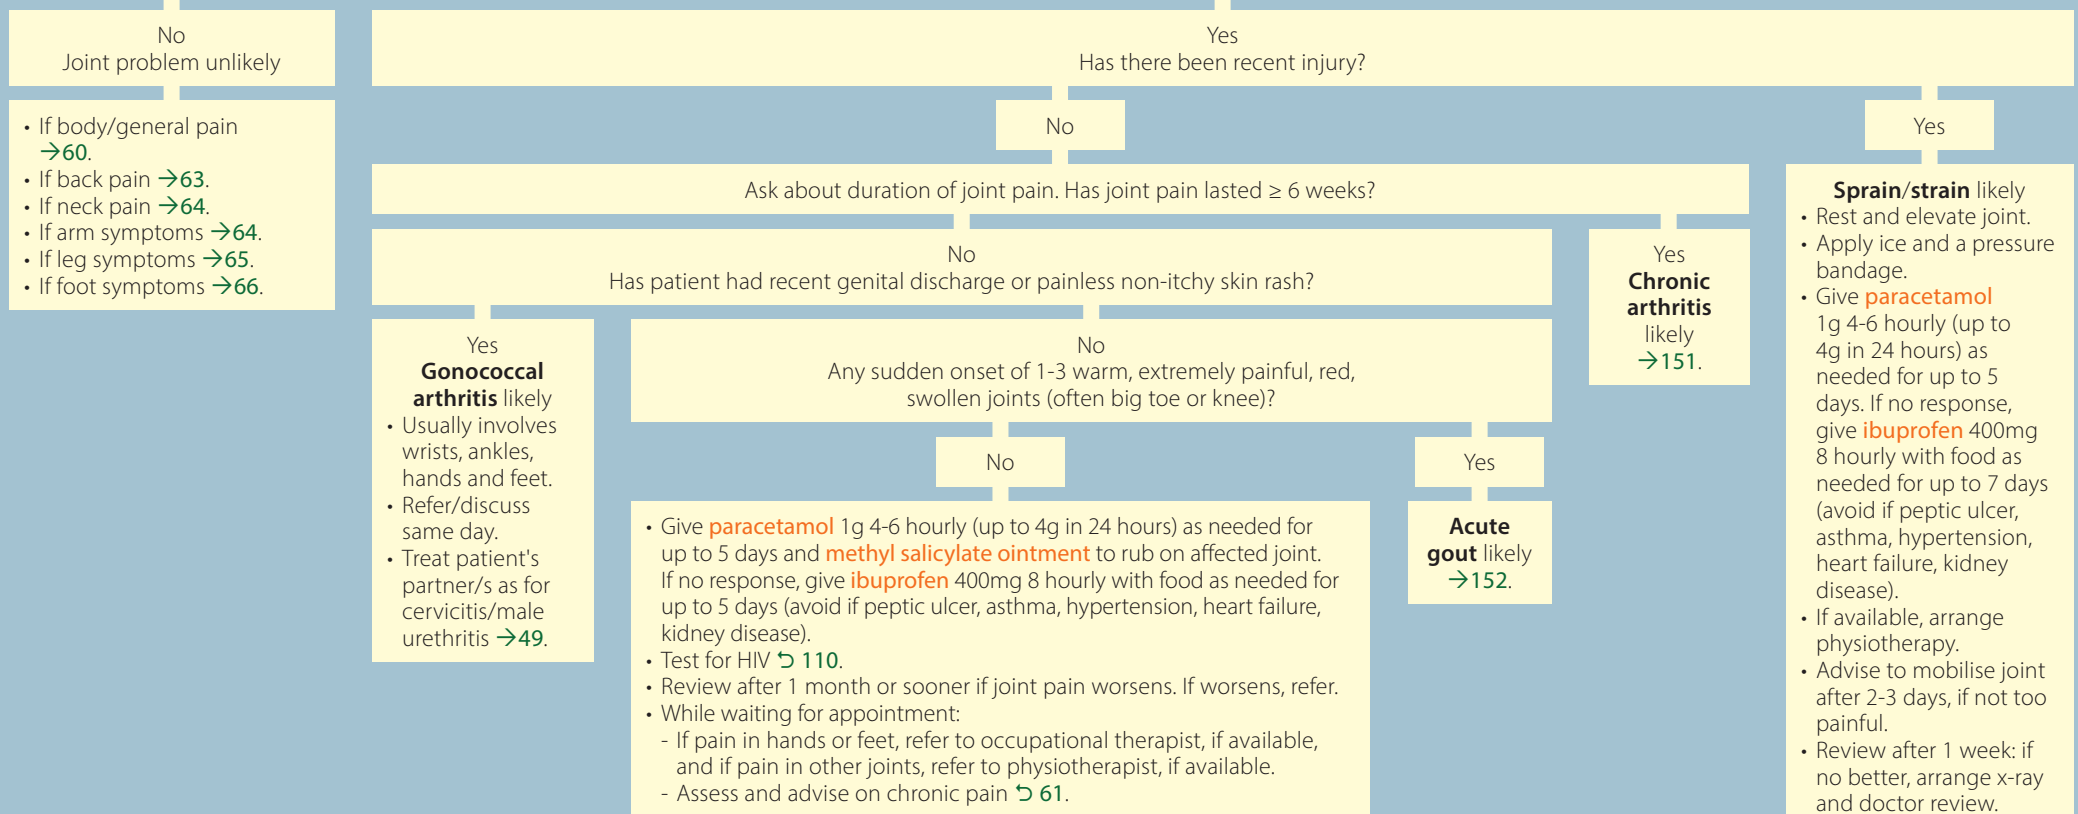 No
Joint problem unlikely
• If body/general pain
→60.
• If back pain →63.
• If neck pain →64.
• If arm symptoms →64.
• If leg symptoms →65.
• If foot symptoms →66.
Yes
Has there been recent injury?
No
Ask about duration of joint pain. Has joint pain lasted ≥ 6 weeks?
No
Has patient had recent genital discharge or painless non-itchy skin rash?
Yes
Gonococcal
arthritis likely
• Usually involves
wrists, ankles,
hands and feet.
• Refer/discuss
same day.
• Treat patient's
partner/s as for
cervicitis/male
urethritis →49.
No
Any sudden onset of 1-3 warm, extremely painful, red,
swollen joints (often big toe or knee)?
No
• Give paracetamol 1g 4-6 hourly (up to 4g in 24 hours) as needed for
up to 5 days and methyl salicylate ointment to rub on affected joint.
If no response, give ibuprofen 400mg 8 hourly with food as needed for
up to 5 days (avoid if peptic ulcer, asthma, hypertension, heart failure,
kidney disease).
• Test for HIV ⮌ 110.
• Review after 1 month or sooner if joint pain worsens. If worsens, refer.
• While waiting for appointment:
- If pain in hands or feet, refer to occupational therapist, if available,
and if pain in other joints, refer to physiotherapist, if available.
- Assess and advise on chronic pain ⮌ 61.
Yes
Acute
gout likely
→152.
Yes
Chronic
arthritis
likely
→151.
Yes
Sprain/strain likely
• Rest and elevate joint.
• Apply ice and a pressure
bandage.
• Give paracetamol
1g 4-6 hourly (up to
4g in 24 hours) as
needed for up to 5
days. If no response,
give ibuprofen 400mg
8 hourly with food as
needed for up to 7 days
(avoid if peptic ulcer,
asthma, hypertension,
heart failure, kidney
disease).
• If available, arrange
physiotherapy.
• Advise to mobilise joint
after 2-3 days, if not too
painful.
• Review after 1 week: if
no better, arrange x-ray
and doctor review.